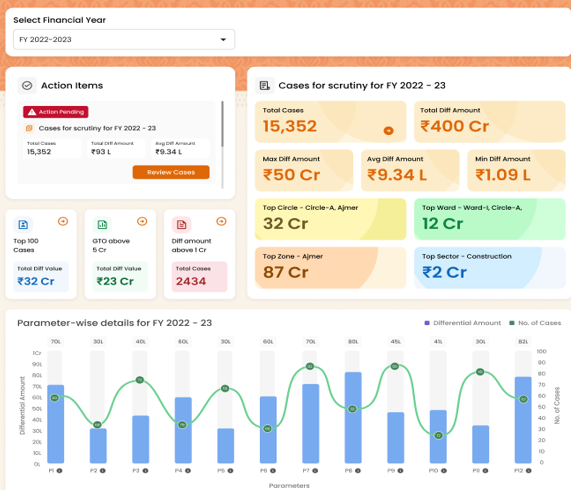 Select Financial Year
FY 2022-2023
Action Items
Action Pending
Cases for scrutiny for FY 2022 - 23
Total Cases
Total Diff Amount
Avg Diff Amount
15,352
₹93 L
₹9.34 L
Review Cases
Top 100 Cases
Total Diff Value
₹32 Cr
GTO above 5 Cr
Total Diff Value
₹23 Cr
Diff amount above 1 Cr
Total Cases
2434
Cases for scrutiny for FY 2022 - 23
Total Cases
15,352
Total Diff Amount
₹400 Cr
Max Diff Amount
₹50 Cr
Avg Diff Amount
₹9.34 L
Min Diff Amount
₹1.09 L
Top Circle - Circle-A, Ajmer
32 Cr
Top Ward - Ward-I, Circle-A,
12 Cr
Top Zone - Ajmer
87 Cr
Top Sector - Construction
₹2 Cr
Parameter-wise details for FY 2022 - 23
Differential Amount
No. of Cases
70L 30L 40L 60L 30L 60L 70L 80L 45L 41L 30L 82L
1Cr
90L
80L
70L
60L
50L
40L
30L
20L
10L
0L
Differential Amount
100
90
80
70
60
50
40
30
20
10
0
No. of Cases
P1 P2 P3 P4 P5 P6 P7 P8 P9 P10 P11 P12
Parameters